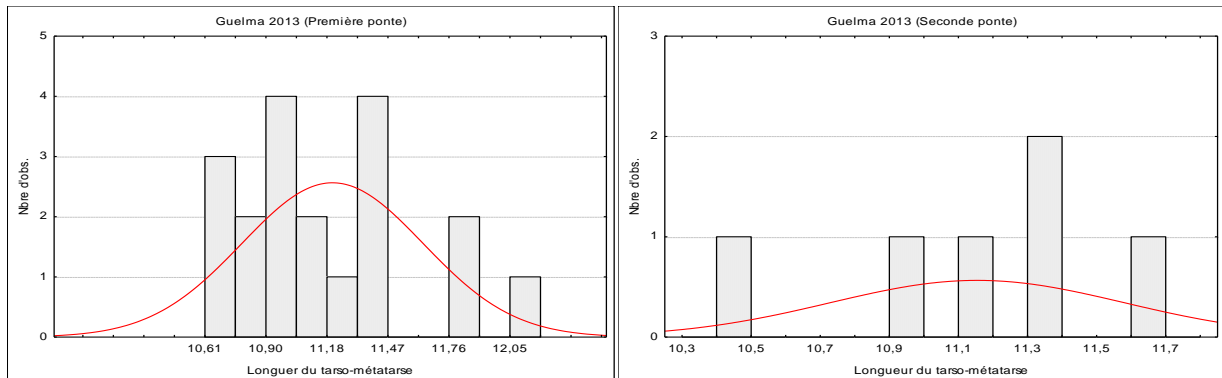 Guelma 2013 (Première ponte)
5
4
3
2
1
0
Nbre d'obs.
10,61 10,90 11,18 11,47 11,76 12,05
Longuer du tarso-métatarse
Guelma 2013 (Seconde ponte)
3
2
1
0
Nbre d'obs.
10,3 10,5 10,7 10,9 11,1 11,3 11,5 11,7
Longueur du tarso-métatarse